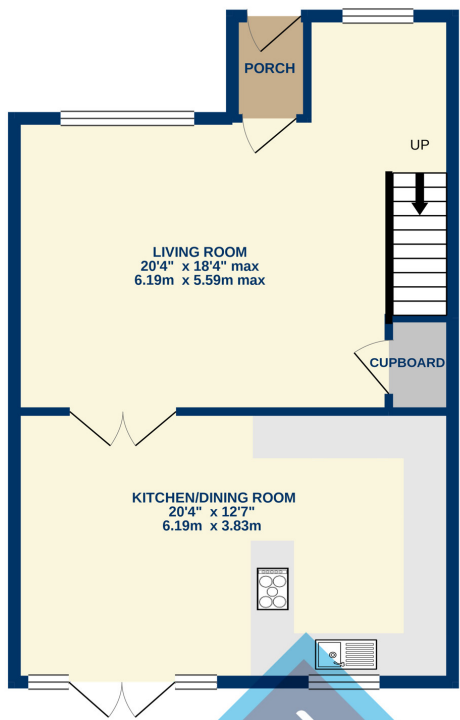 PORCH
UP
LIVING ROOM
20'4" x 18'4" max
6.19m x 5.59m max
CUPBOARD
KITCHEN/DINING ROOM
20'4" x 12'7"
6.19m x 3.83m